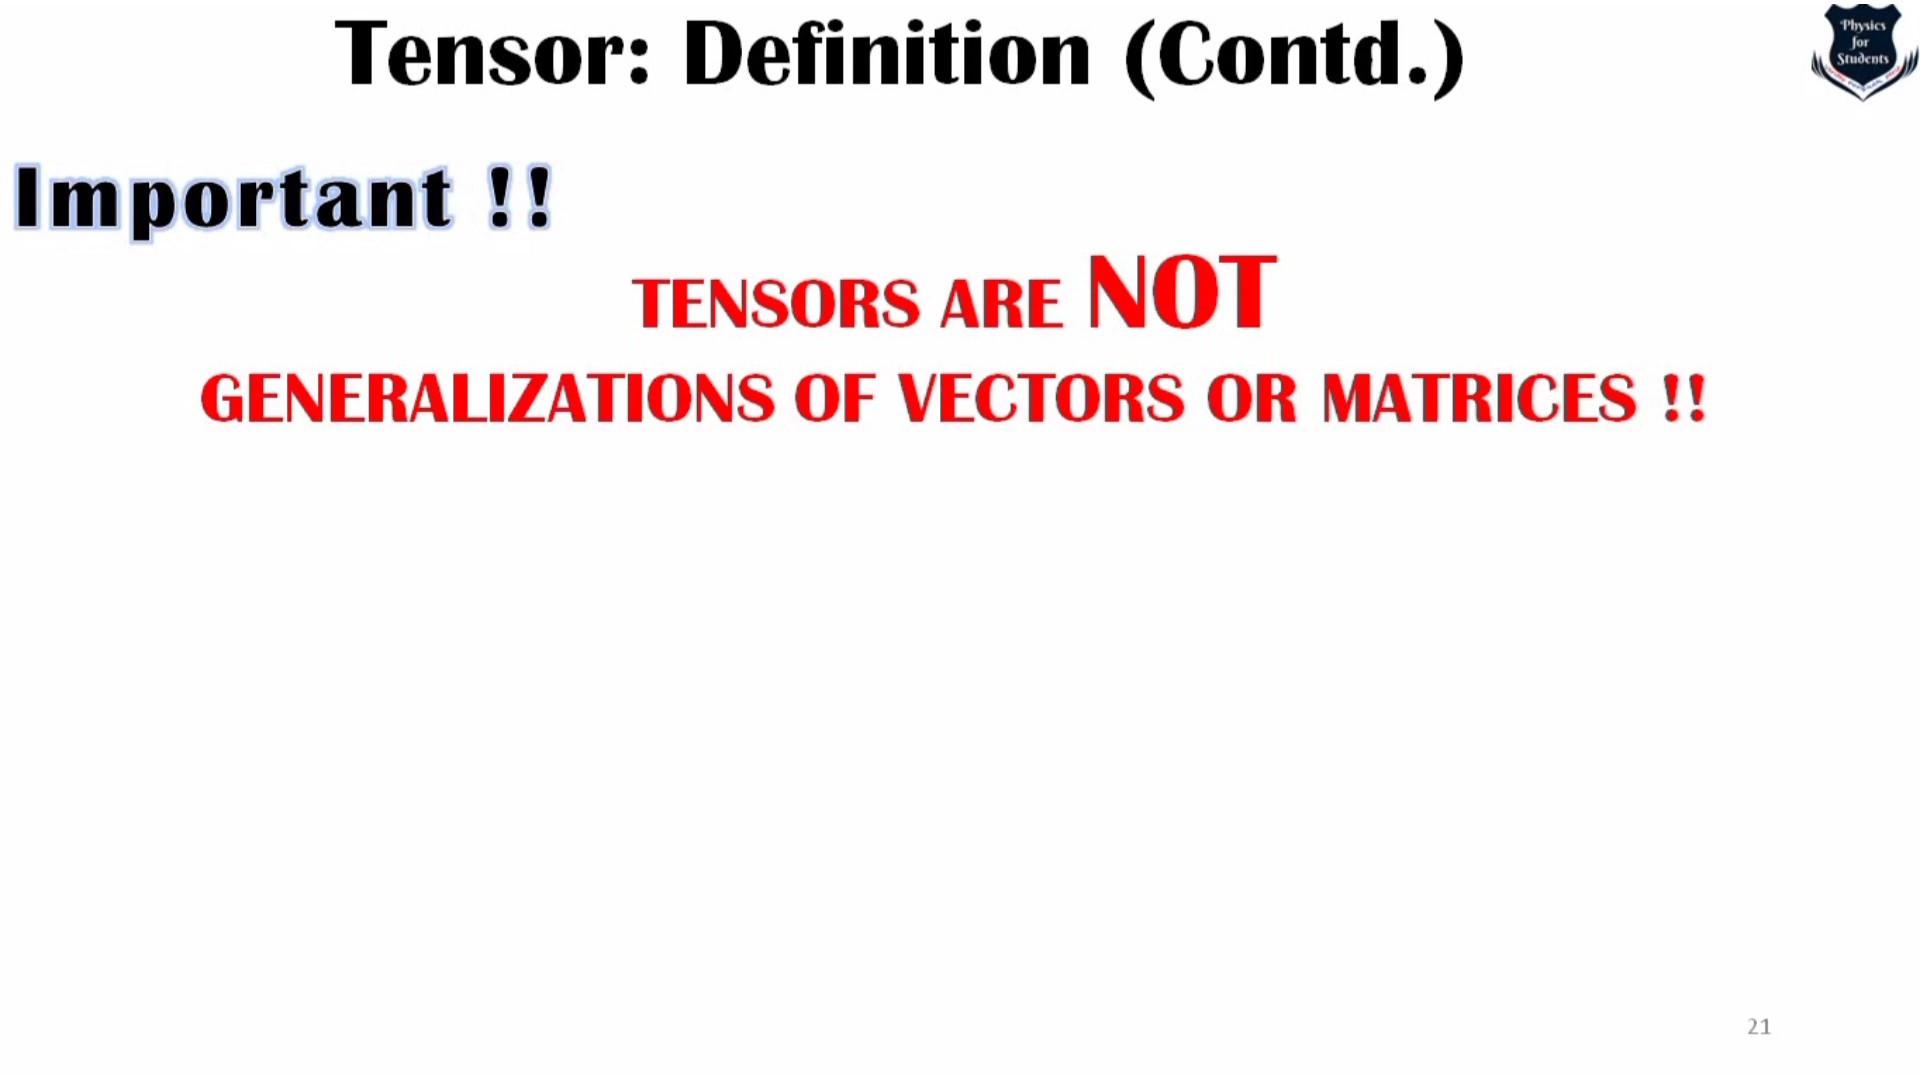 Tensor: Definition (Contd.)
Physics
for
Students
Important !!
TENSORS ARE NOT
GENERALIZATIONS OF VECTORS OR MATRICES !!
21